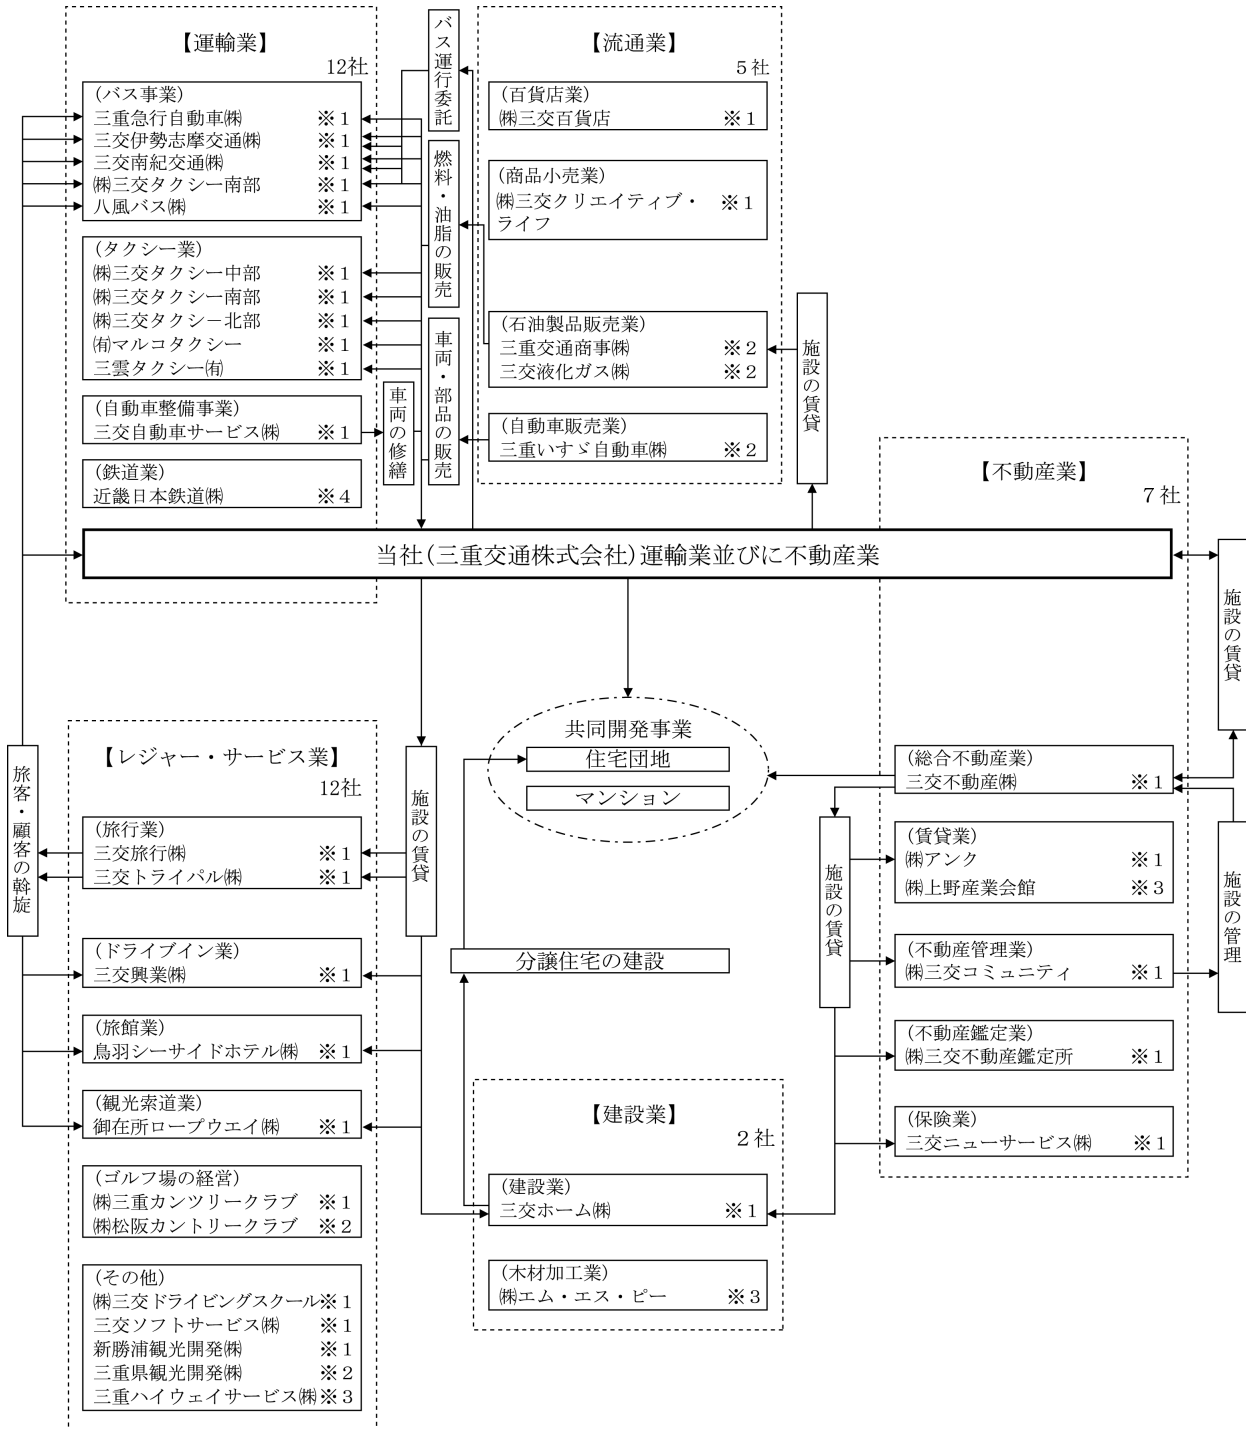 【運輸業】
12社
(バス事業)
三重急行自動車㈱ ※1
三交伊勢志摩交通㈱ ※1
三交南紀交通㈱ ※1
㈱三交タクシー南部 ※1
八風バス㈱ ※1
(タクシー業)
㈱三交タクシー中部 ※1
㈱三交タクシー南部 ※1
㈱三交タクシー北部 ※1
㈲マルコタクシー ※1
三雲タクシー㈲ ※1
(自動車整備事業)
三交自動車サービス㈱ ※1
(鉄道業)
近畿日本鉄道㈱ ※4
バス運行委託
燃料・油脂の販売
車両・部品の販売
車両の修繕
【流通業】
5社
(百貨店業)
㈱三交百貨店 ※1
(商品小売業)
㈱三交クリエイティブ・ ※1
ライフ
(石油製品販売業)
三重交通商事㈱ ※2
三交液化ガス㈱ ※2
(自動車販売業)
三重いすゞ自動車㈱ ※2
施設の賃貸
当社(三重交通株式会社)運輸業並びに不動産業
【不動産業】
7社
施設の賃貸
(総合不動産業)
三交不動産㈱ ※1
(賃貸業)
㈱アンク ※1
㈱上野産業会館 ※3
(不動産管理業)
㈱三交コミュニティ ※1
(不動産鑑定業)
㈱三交不動産鑑定所 ※1
(保険業)
三交ニューサービス㈱ ※1
施設の賃貸
施設の管理
共同開発事業
住宅団地
マンション
分譲住宅の建設
【建設業】
2社
(建設業)
三交ホーム㈱ ※1
(木材加工業)
㈱エム・エス・ピー ※3
施設の賃貸
旅客・顧客の斡旋
【レジャー・サービス業】
12社
(旅行業)
三交旅行㈱ ※1
三交トライパル㈱ ※1
(ドライブイン業)
三交興業㈱ ※1
(旅館業)
鳥羽シーサイドホテル㈱ ※1
(観光索道業)
御在所ロープウエイ㈱ ※1
(ゴルフ場の経営)
㈱三重カンツリークラブ ※1
㈱松阪カントリークラブ ※2
(その他)
㈱三交ドライビングスクール※1
三交ソフトサービス㈱ ※1
新勝浦観光開発㈱ ※1
三重県観光開発㈱ ※2
三重ハイウェイサービス㈱※3